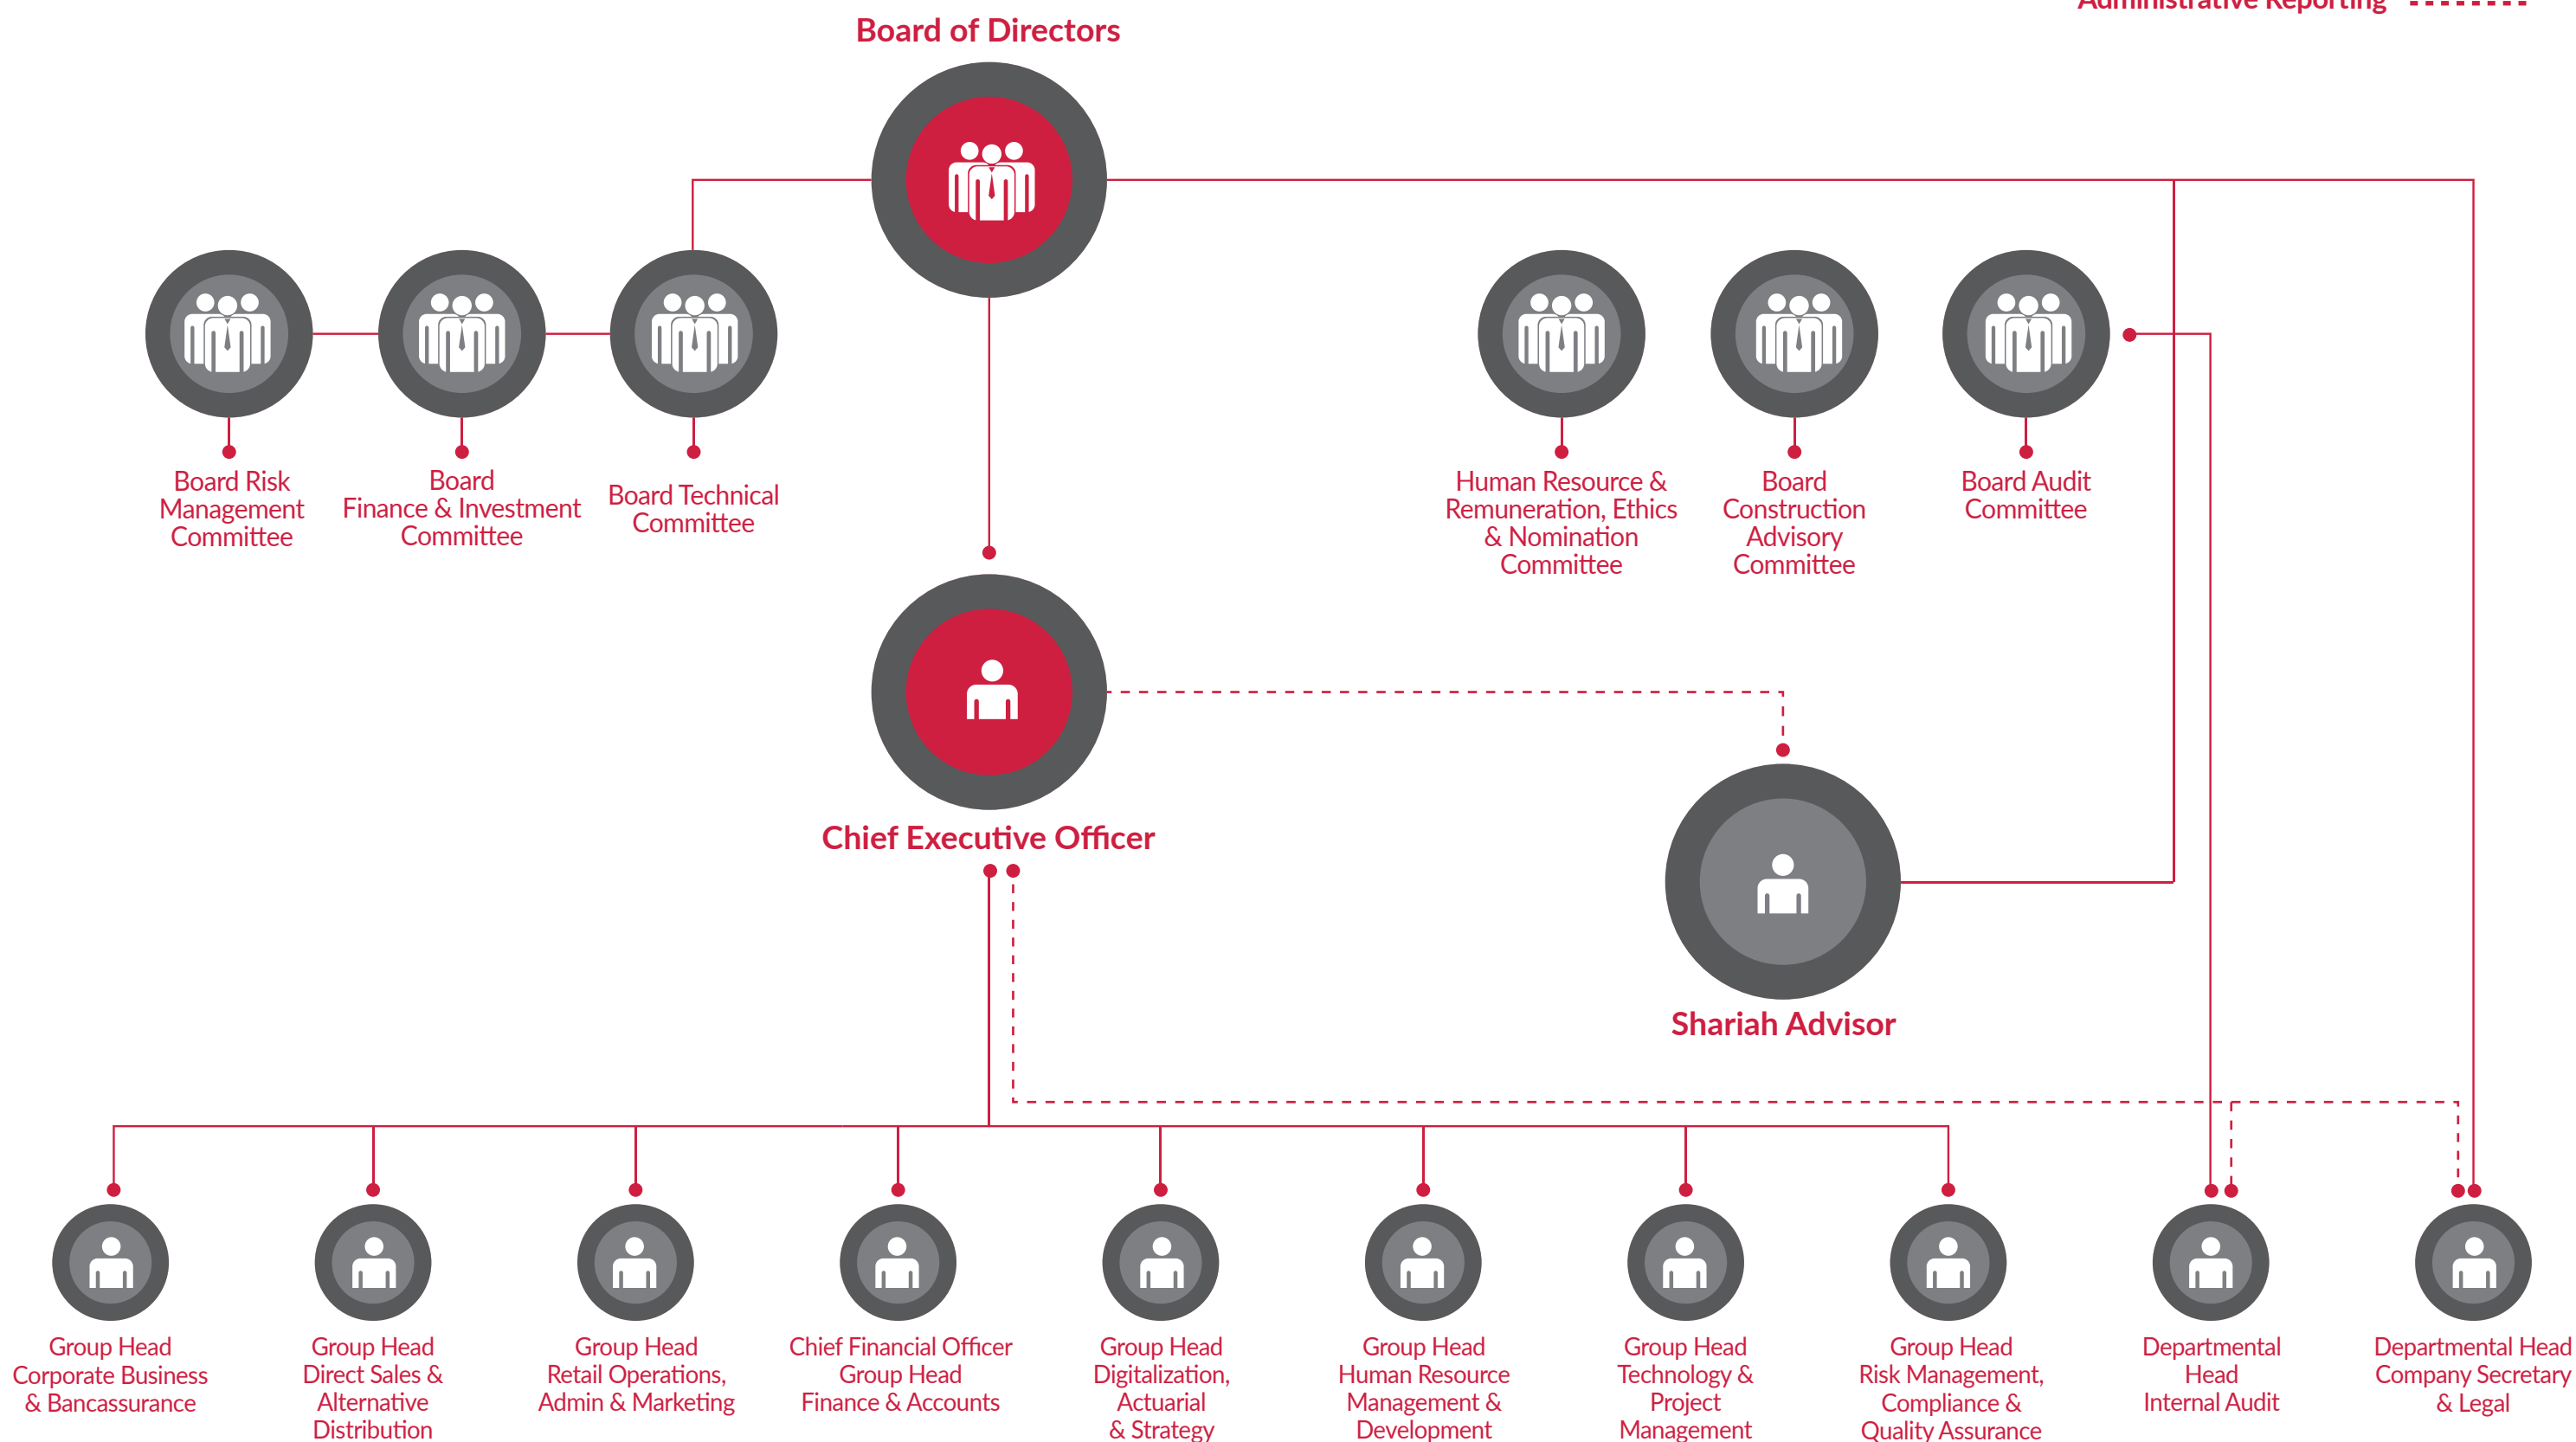 Administrative Reporting
Board of Directors
Board Risk
Management
Committee
Board
Finance & Investment
Committee
Board Technical
Committee
Human Resource &
Remuneration, Ethics
& Nomination
Committee
Board
Construction
Advisory
Committee
Board Audit
Committee
Chief Executive Officer
Shariah Advisor
Group Head
Corporate Business
& Bancassurance
Group Head
Direct Sales &
Alternative
Distribution
Group Head
Retail Operations,
Admin & Marketing
Chief Financial Officer
Group Head
Finance & Accounts
Group Head
Digitalization,
Actuarial
& Strategy
Group Head
Human Resource
Management &
Development
Group Head
Technology &
Project
Management
Group Head
Risk Management,
Compliance &
Quality Assurance
Departmental
Head
Internal Audit
Departmental Head
Company Secretary
& Legal